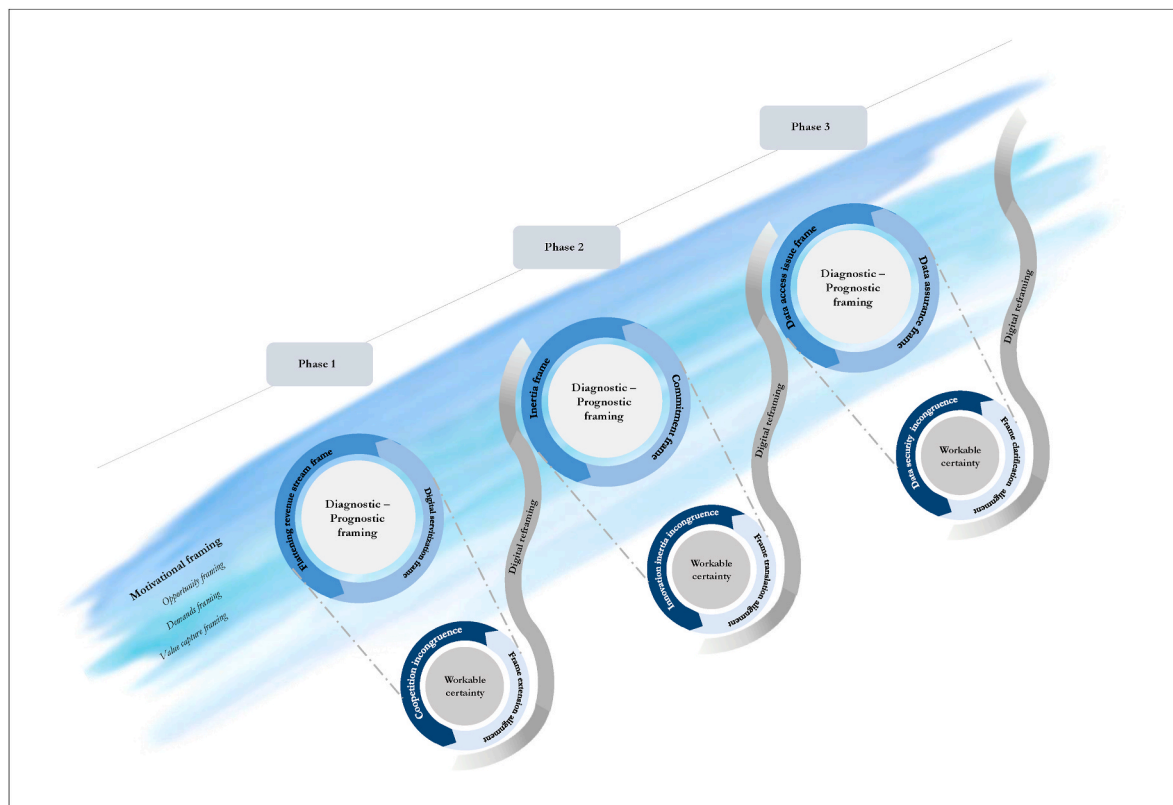 Phase 1
Phase 2
Phase 3
Motivational framing
Opportunity framing
Demands framing
Value capture framing
Flattening revenue stream frame
Diagnostic –
Prognostic
framing
Digital servitization frame
Coopetition incongruence
Workable
certainty
Frame extension alignment
Digital reframing
Inertia frame
Diagnostic –
Prognostic
framing
Commitment frame
Innovation inertia incongruence
Workable
certainty
Frame translation alignment
Digital reframing
Data access issue frame
Diagnostic –
Prognostic
framing
Data assurance frame
Data security incongruence
Workable
certainty
Frame clarification alignment
Digital reframing